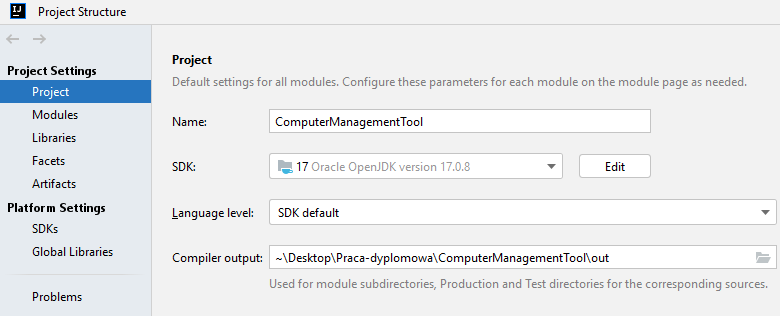 IJ
Project Structure
Project Settings
Project
Modules
Libraries
Facets
Artifacts
Platform Settings
SDKs
Global Libraries
Problems
Project
Default settings for all modules. Configure these parameters for each module on the module page as needed.
Name: ComputerManagementTool
SDK: 17 Oracle OpenJDK version 17.0.8 Edit
Language level: SDK default
Compiler output: ~\Desktop\Praca-dyplomowa\ComputerManagementTool\out
Used for module subdirectories, Production and Test directories for the corresponding sources.